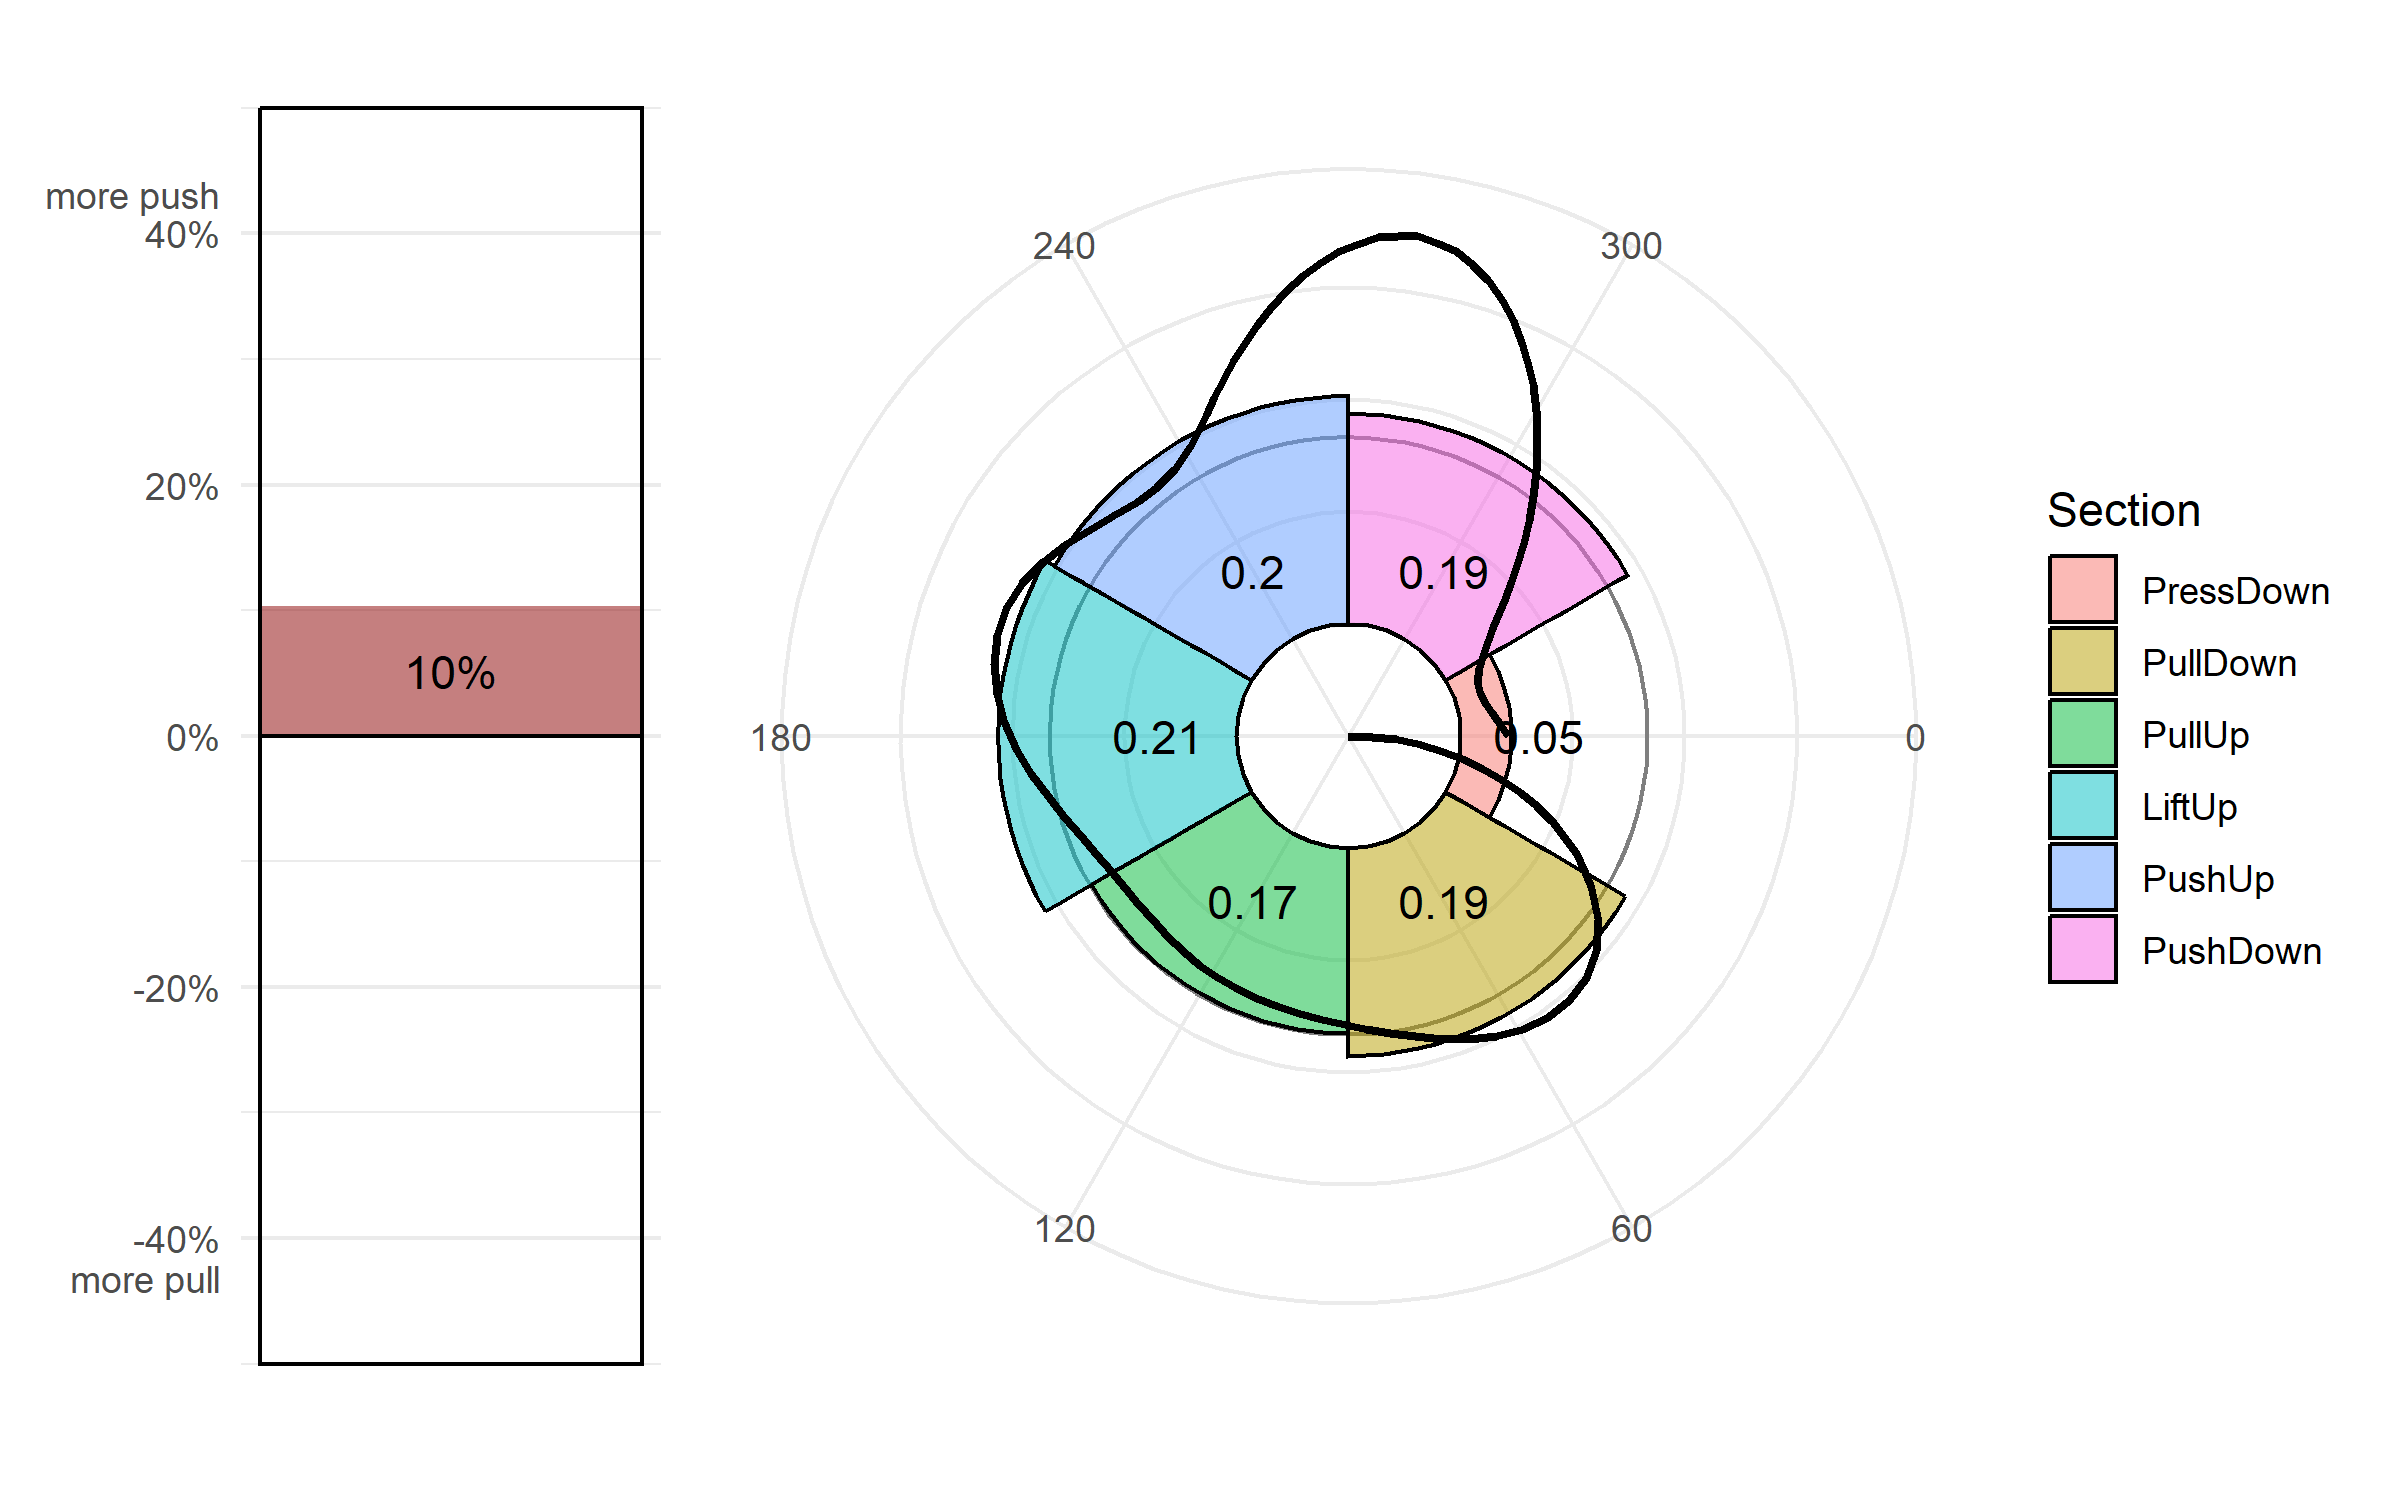 more push
40%
20%
10%
0%
-20%
-40%
more pull
240
300
180
0
120
60
0.2
0.19
0.21
0.05
0.17
0.19
Section
PressDown
PullDown
PullUp
LiftUp
PushUp
PushDown